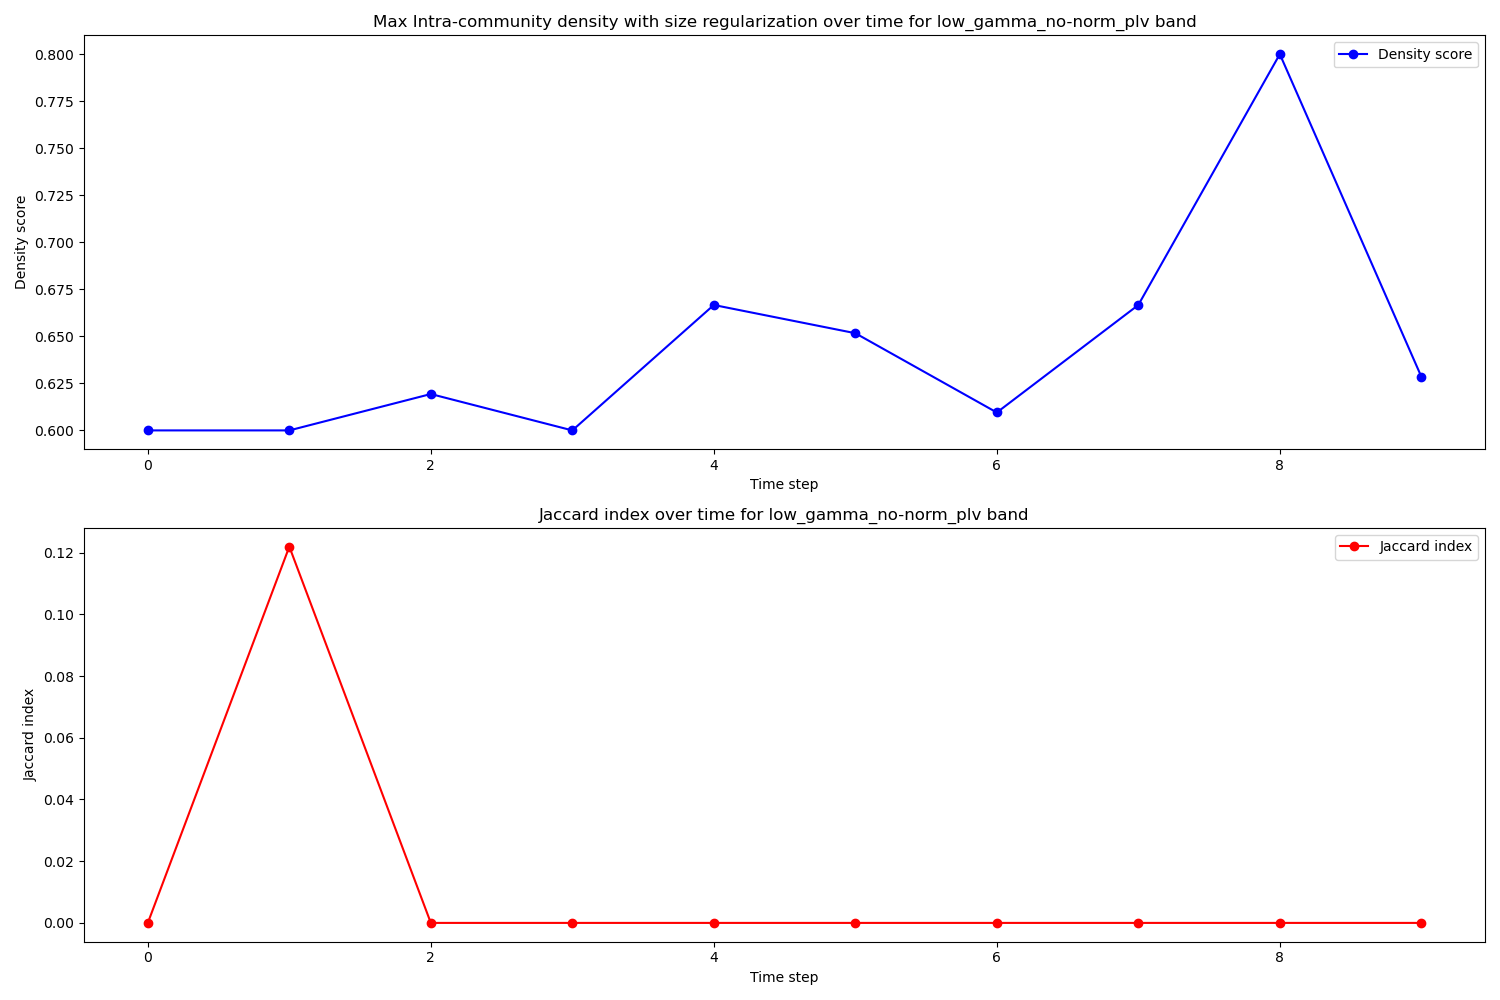 Max Intra-community density with size regularization over time for low_gamma_no-norm_plv band
Density score
0.800
0.775
0.750
0.725
0.700
0.675
0.650
0.625
0.600
Density score
0 2 4 6 8
Time step
Jaccard index over time for low_gamma_no-norm_plv band
Jaccard index
0.12
0.10
0.08
0.06
0.04
0.02
0.00
Jaccard index
0 2 4 6 8
Time step